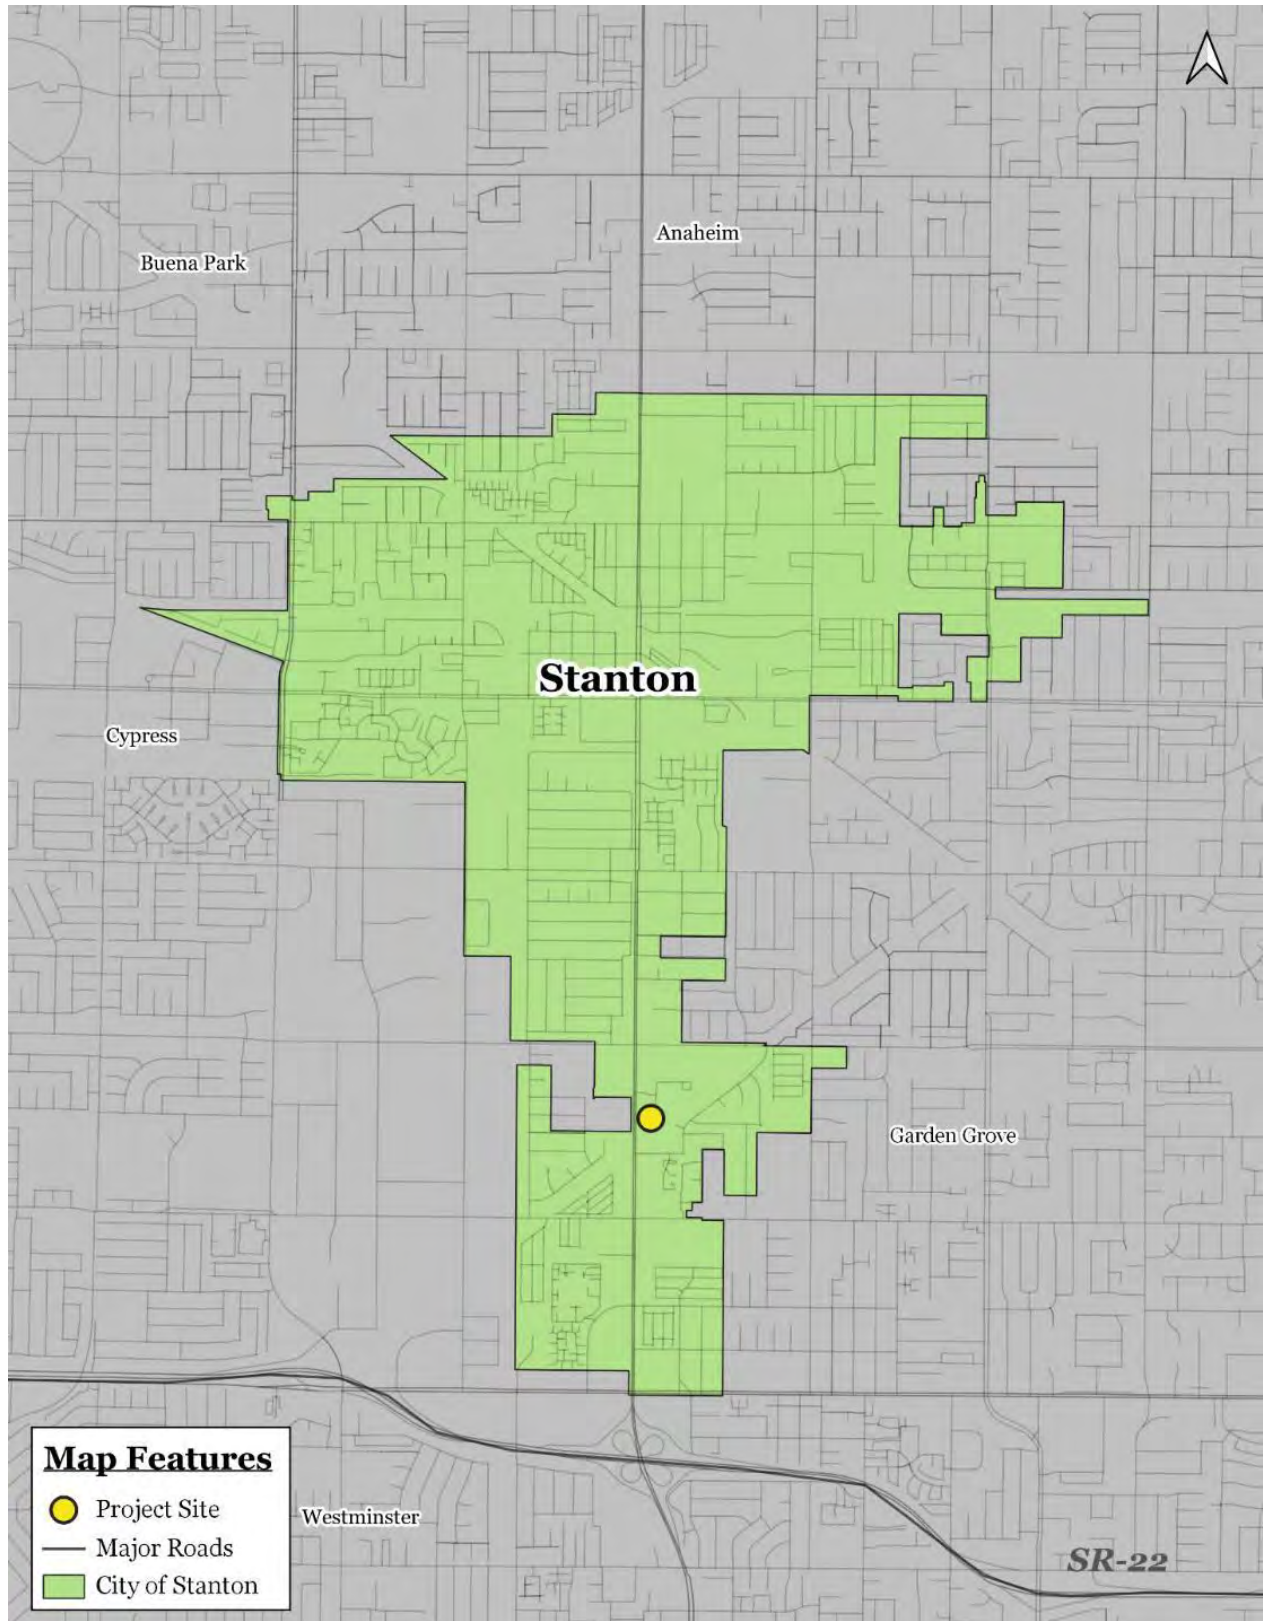 Anaheim
Buena Park
Stanton
Cypress
Garden Grove
Map Features
Project Site
Major Roads
City of Stanton
Westminster
SR-22